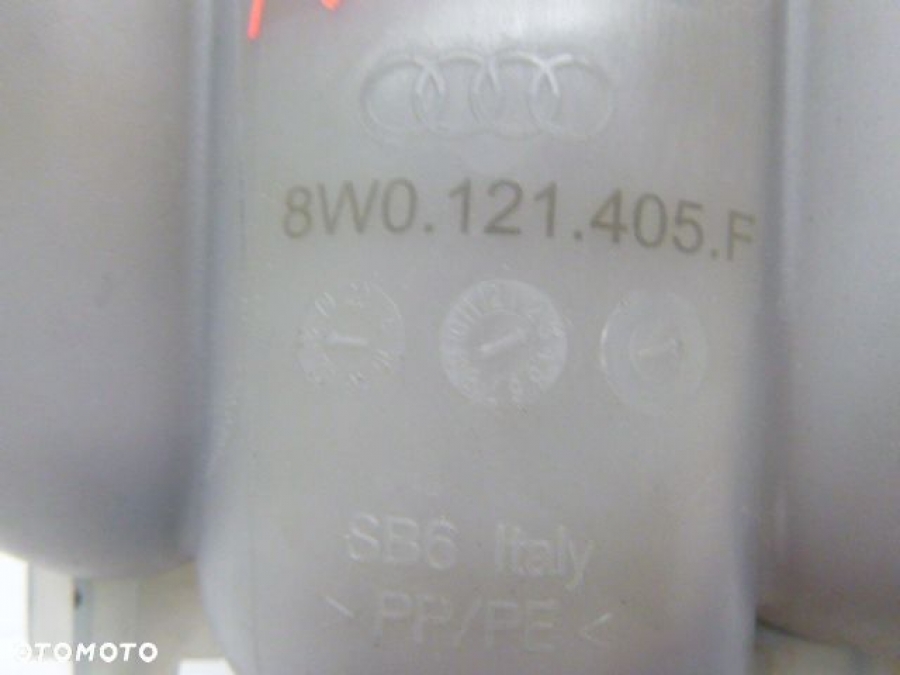 8W0.121.405.F
SB6 Italy
>PP/PE<
OTOMOTO